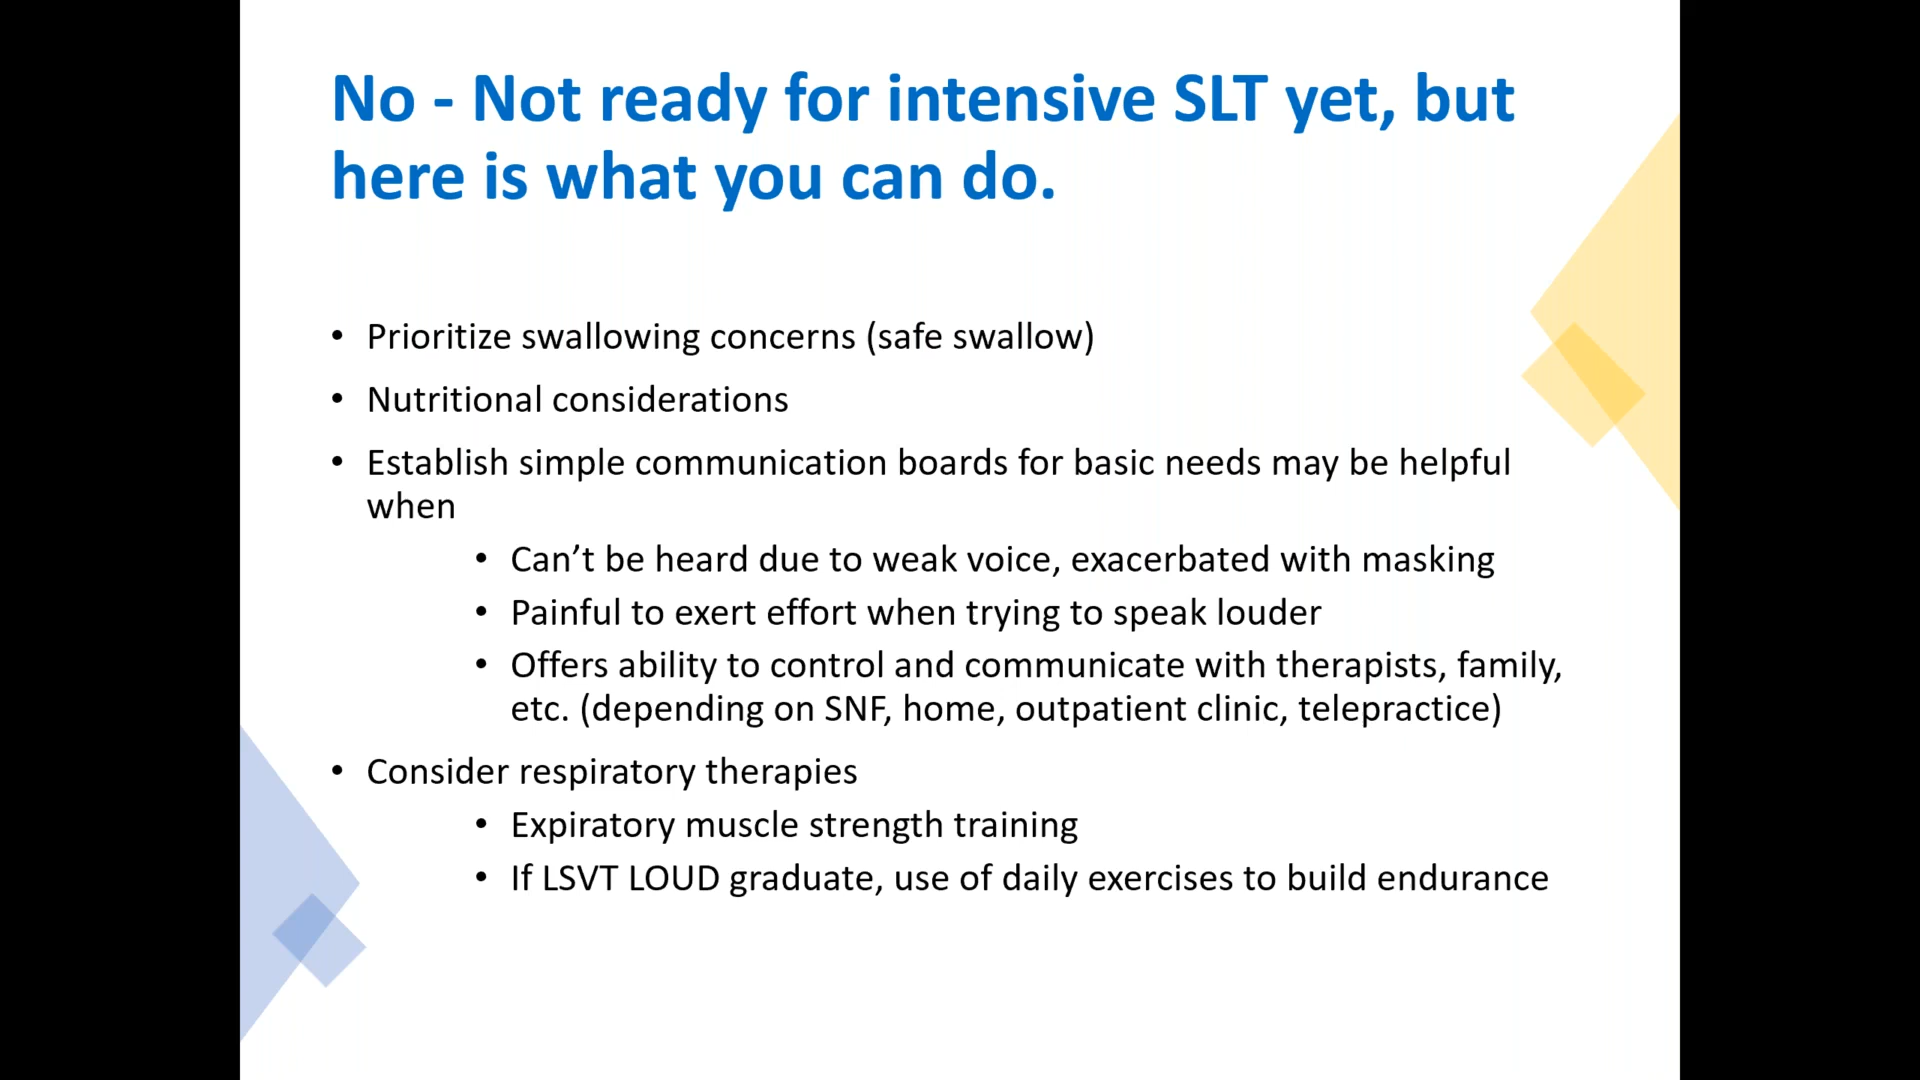 No - Not ready for intensive SLT yet, but
here is what you can do.
• Prioritize swallowing concerns (safe swallow)
• Nutritional considerations
• Establish simple communication boards for basic needs may be helpful
when
• Can’t be heard due to weak voice, exacerbated with masking
• Painful to exert effort when trying to speak louder
• Offers ability to control and communicate with therapists, family,
etc. (depending on SNF, home, outpatient clinic, telepractice)
• Consider respiratory therapies
• Expiratory muscle strength training
• If LSVT LOUD graduate, use of daily exercises to build endurance